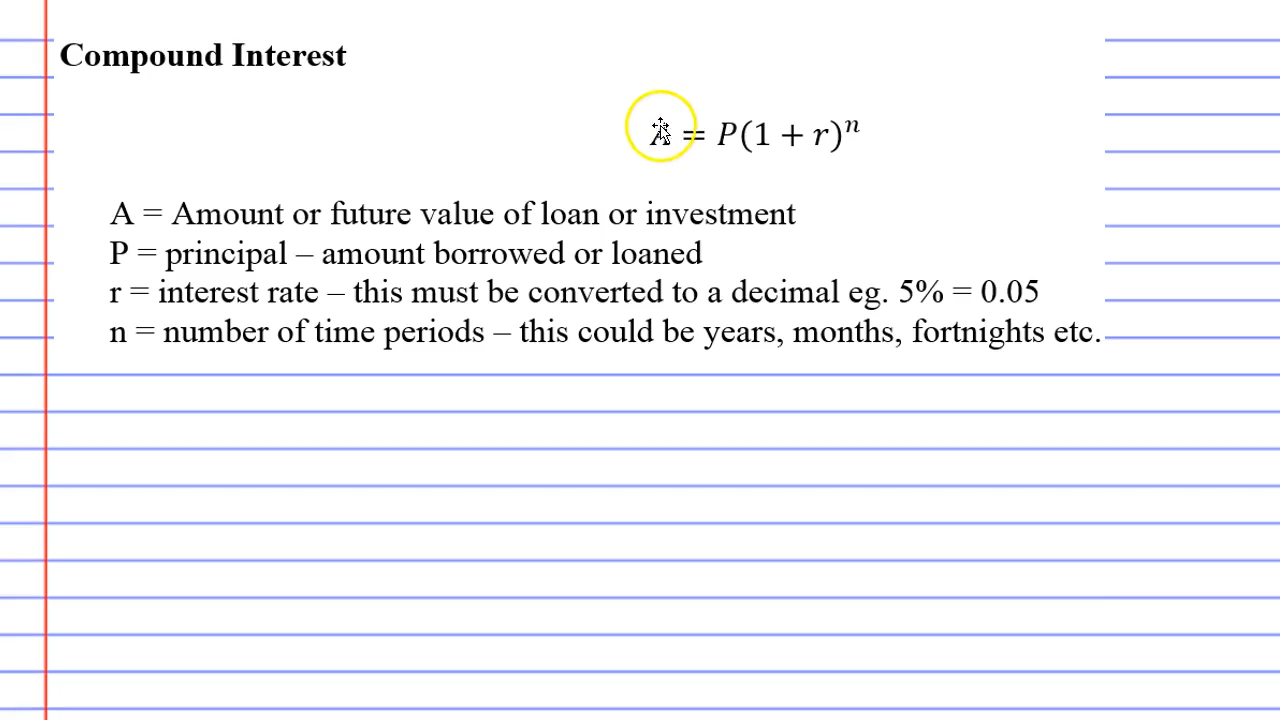 Compound Interest
A = P(1 + r)ⁿ
A = Amount or future value of loan or investment
P = principal – amount borrowed or loaned
r = interest rate – this must be converted to a decimal eg. 5% = 0.05
n = number of time periods – this could be years, months, fortnights etc.